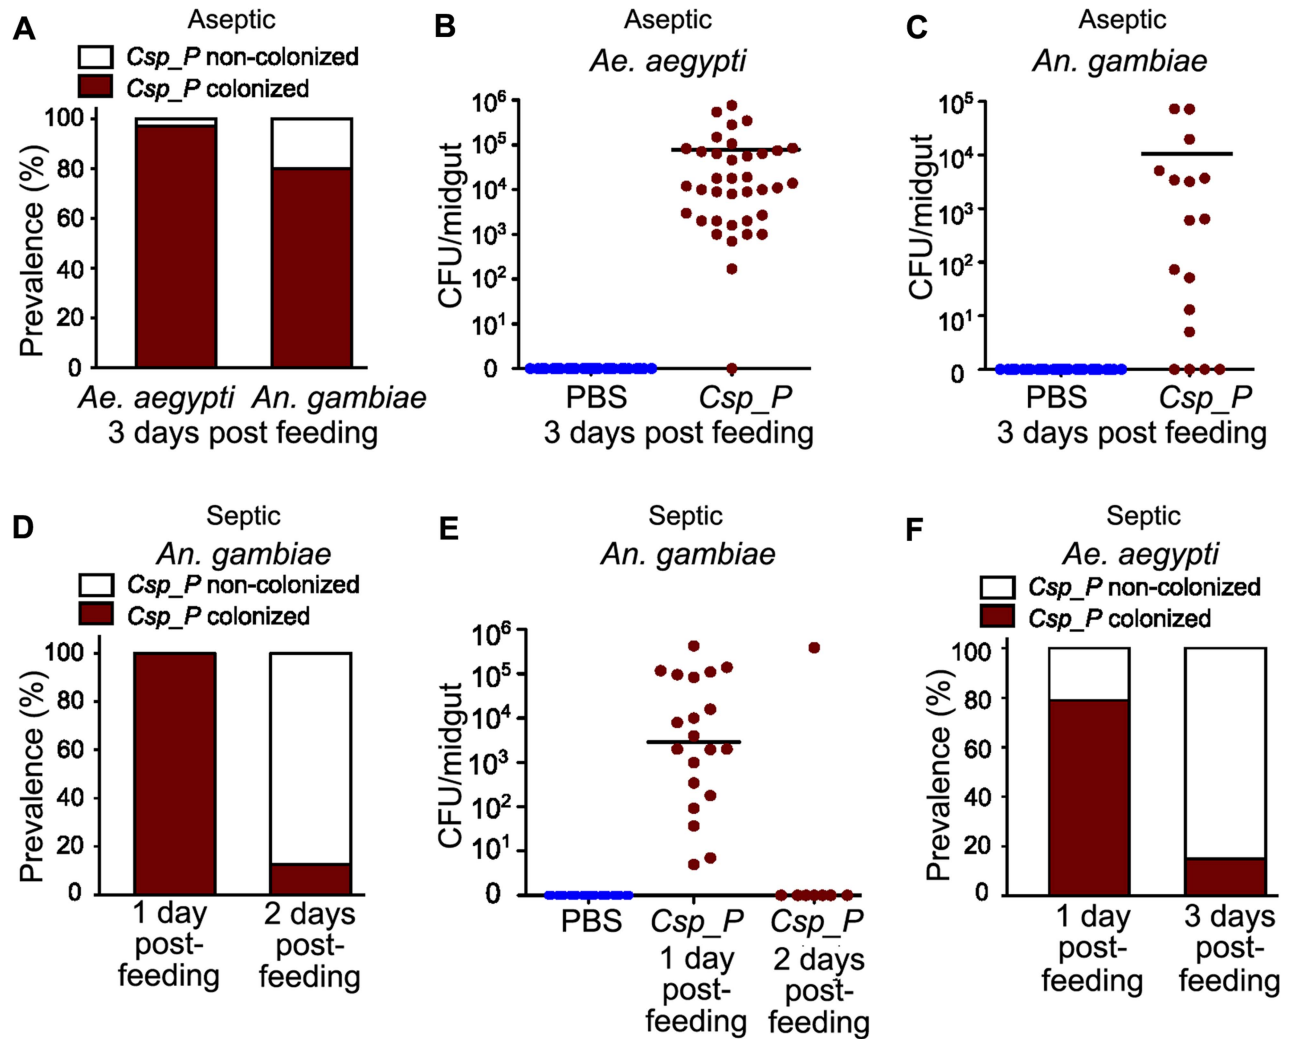 A
Aseptic
Csp_P non-colonized
Csp_P colonized
Prevalence (%)
100
80
60
40
20
0
Ae. aegypti An. gambiae
3 days post feeding
B
Aseptic
Ae. aegypti
CFU/midgut
10^6
10^5
10^4
10^3
10^2
10^1
0
PBS Csp_P
3 days post feeding
C
Aseptic
An. gambiae
CFU/midgut
10^5
10^4
10^3
10^2
10^1
0
PBS Csp_P
3 days post feeding
D
Septic
An. gambiae
Csp_P non-colonized
Csp_P colonized
Prevalence (%)
100
80
60
40
20
0
1 day
post-
feeding
2 days
post-
feeding
E
Septic
An. gambiae
CFU/midgut
10^6
10^5
10^4
10^3
10^2
10^1
0
PBS
Csp_P
1 day
post-
feeding
Csp_P
2 days
post-
feeding
F
Septic
Ae. aegypti
Csp_P non-colonized
Csp_P colonized
Prevalence (%)
100
80
60
40
20
0
1 day
post-
feeding
3 days
post-
feeding